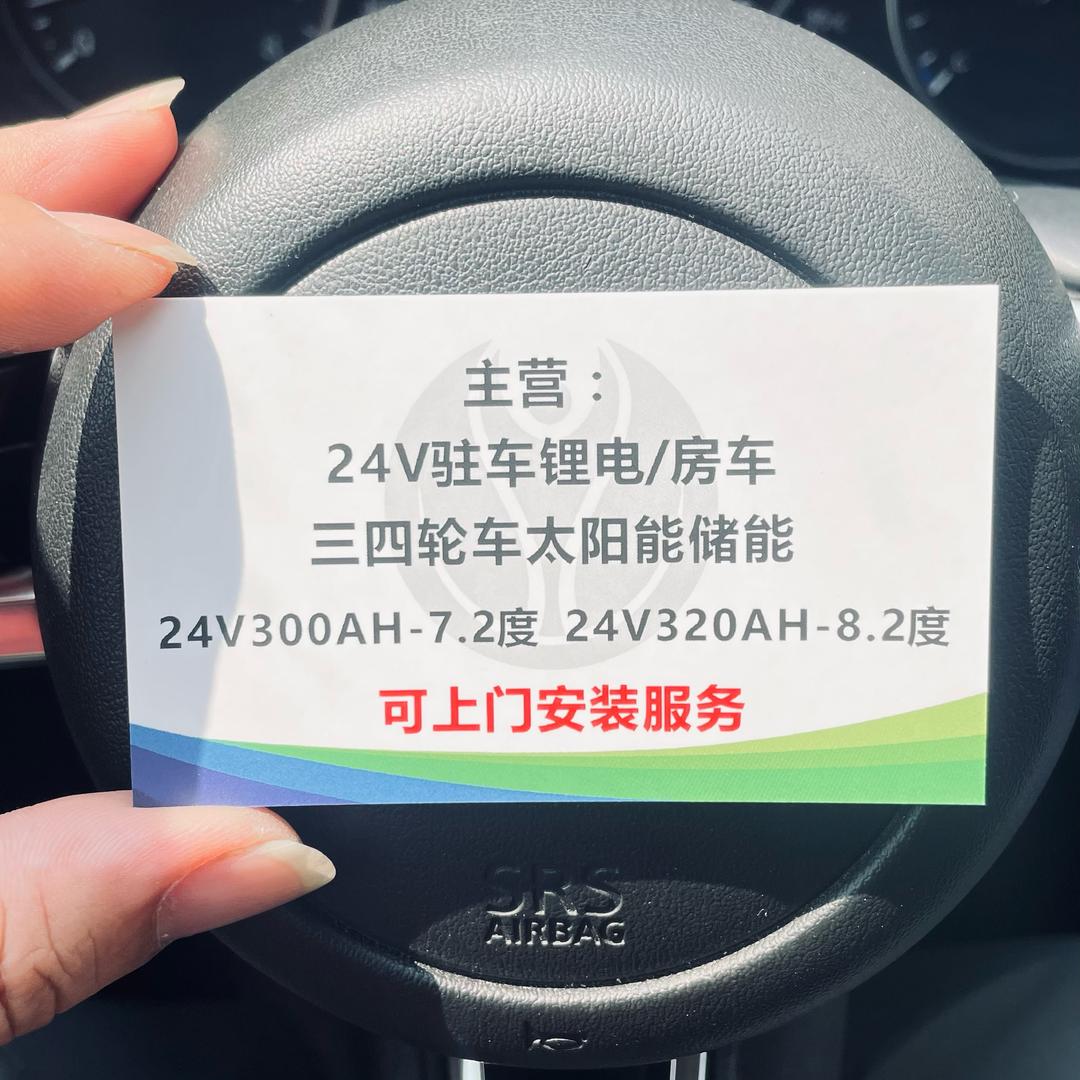 主营：
24V驻车锂电/房车
三四轮车太阳能储能
24V300AH-7.2度 24V320AH-8.2度
可上门安装服务
SRS
AIRBAG